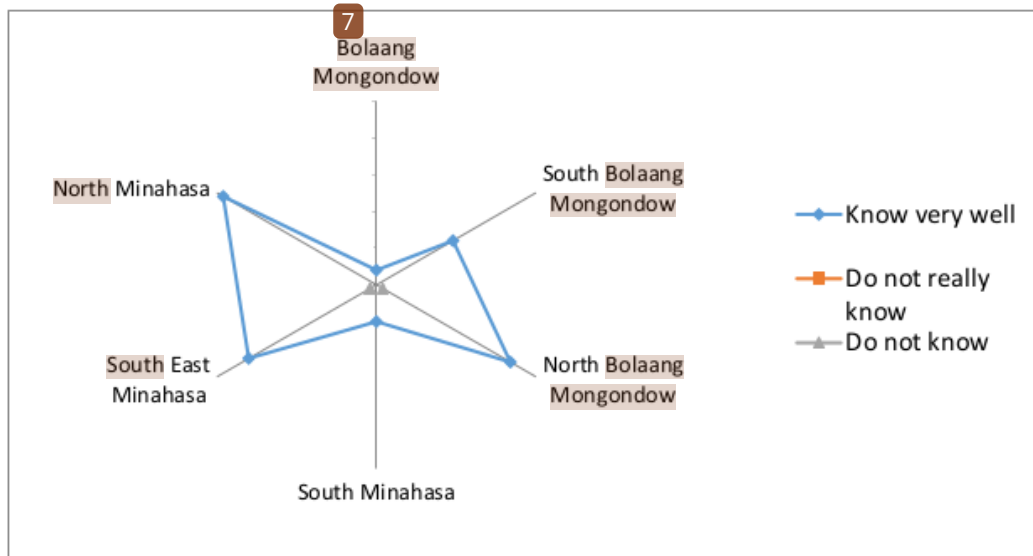 7
Bolaang
Mongondow
North Minahasa
South Bolaang
Mongondow
Know very well
Do not really
know
Do not know
South East
Minahasa
North Bolaang
Mongondow
South Minahasa